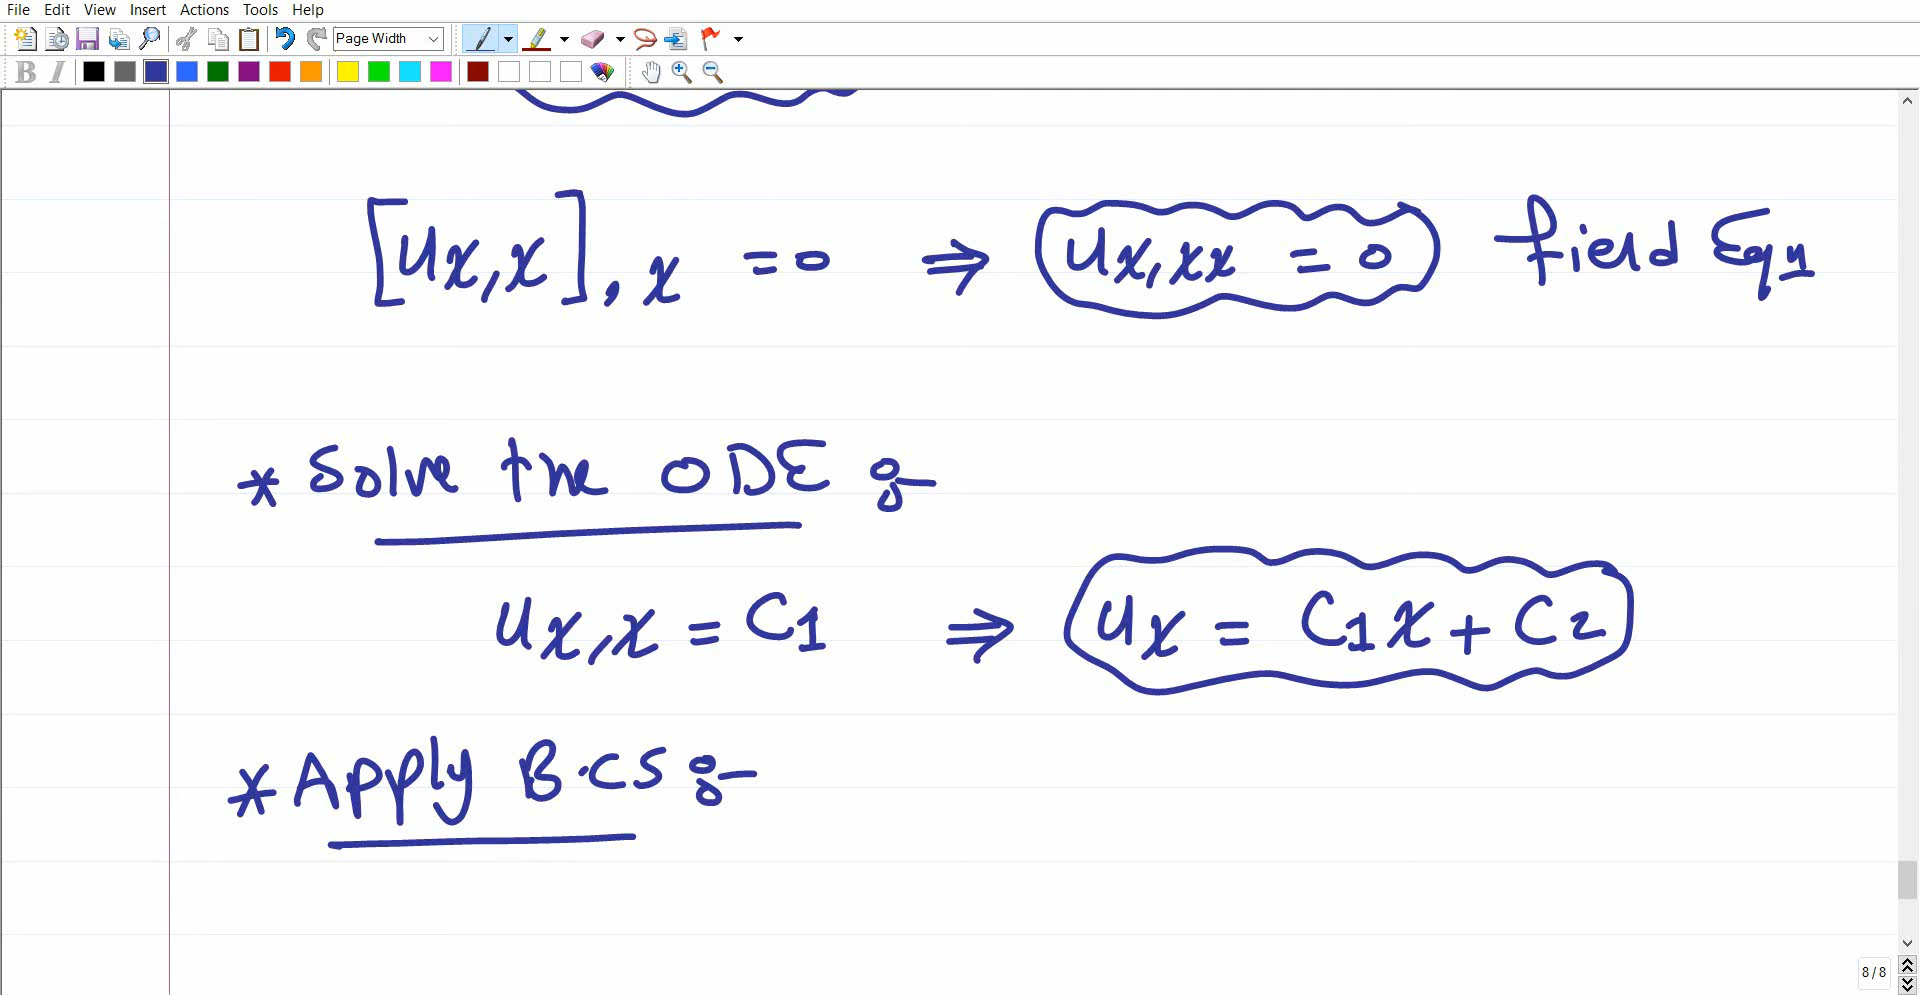 File Edit View Insert Actions Tools Help
Page Width
B I
[ux,x],x =0 ⇒ ux,xx = 0 field Eqn
* Solve the ODE :-
ux,x = C1 ⇒ ux = C1x + C2
* Apply B.CS :-
8 / 8